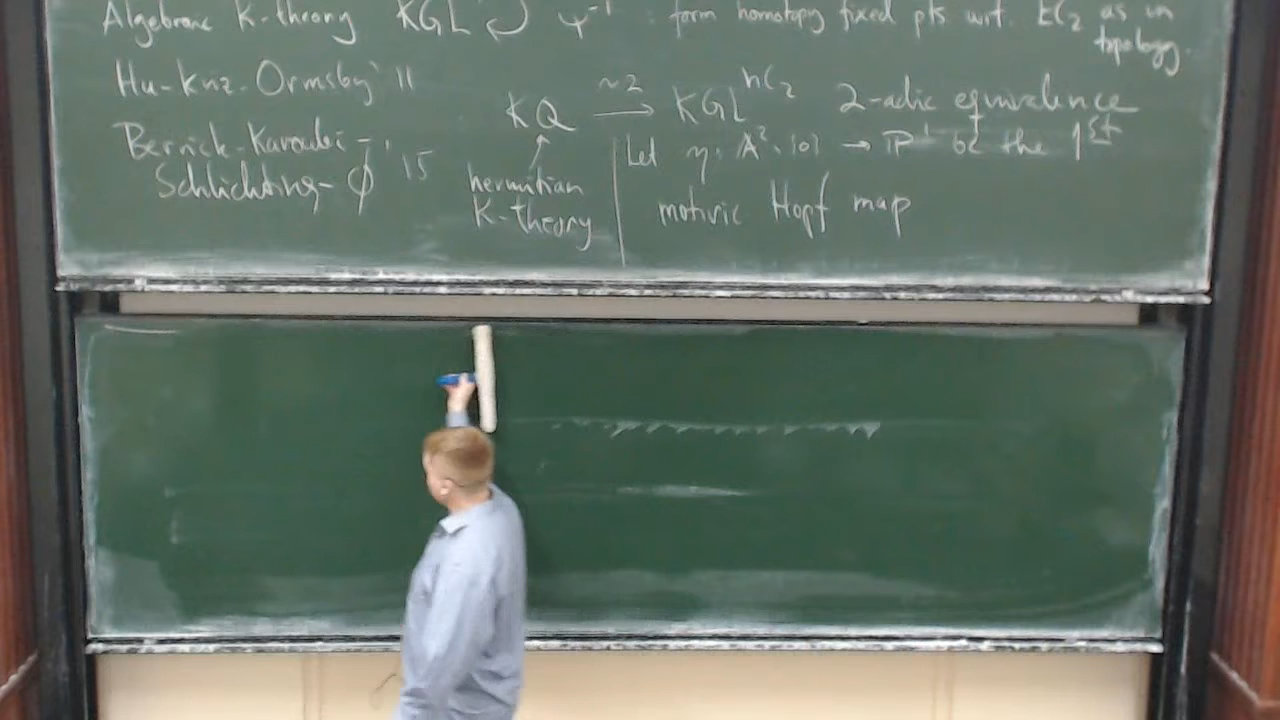 Algebraic K-theory KGL ↻ ψ⁻¹ : form homotopy fixed pts wrt. EC₂ as in topology.
Hu-Kriz-Ormsby '11
Berrick-Karoubi-, Schlichting-Ø '15
KQ →^{~2} KGL^{hC₂} 2-adic equivalence
hermitian
K-theory
Let η: A²∖{0} → P¹ be the 1st
motivic Hopf map